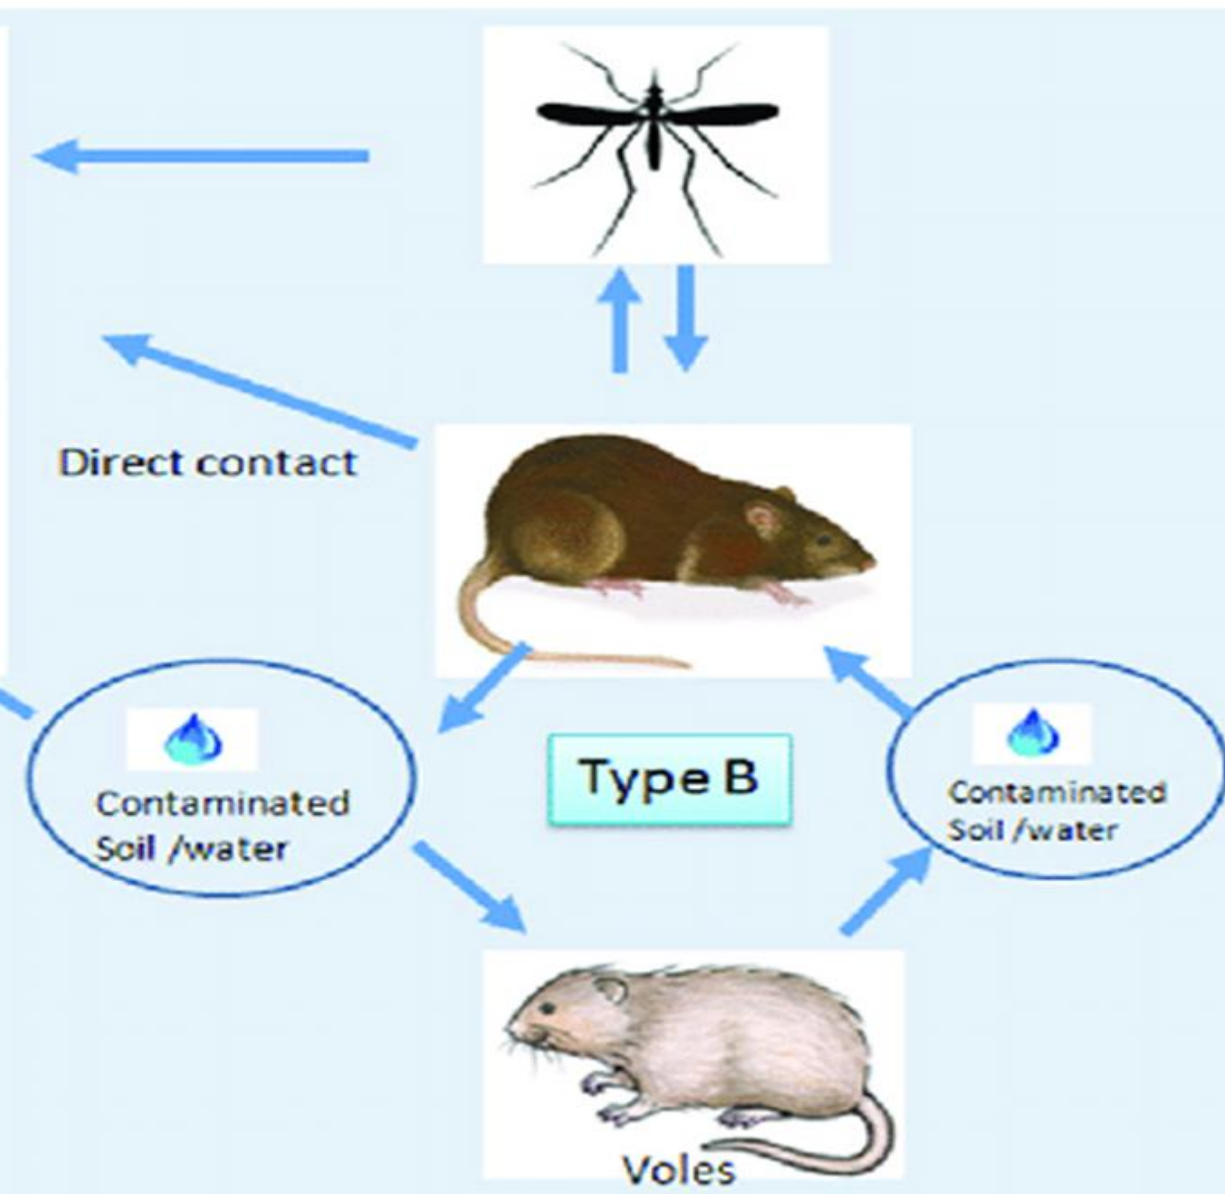 Direct contact
Type B
Contaminated
Soil /water
Contaminated
Soil /water
Voles